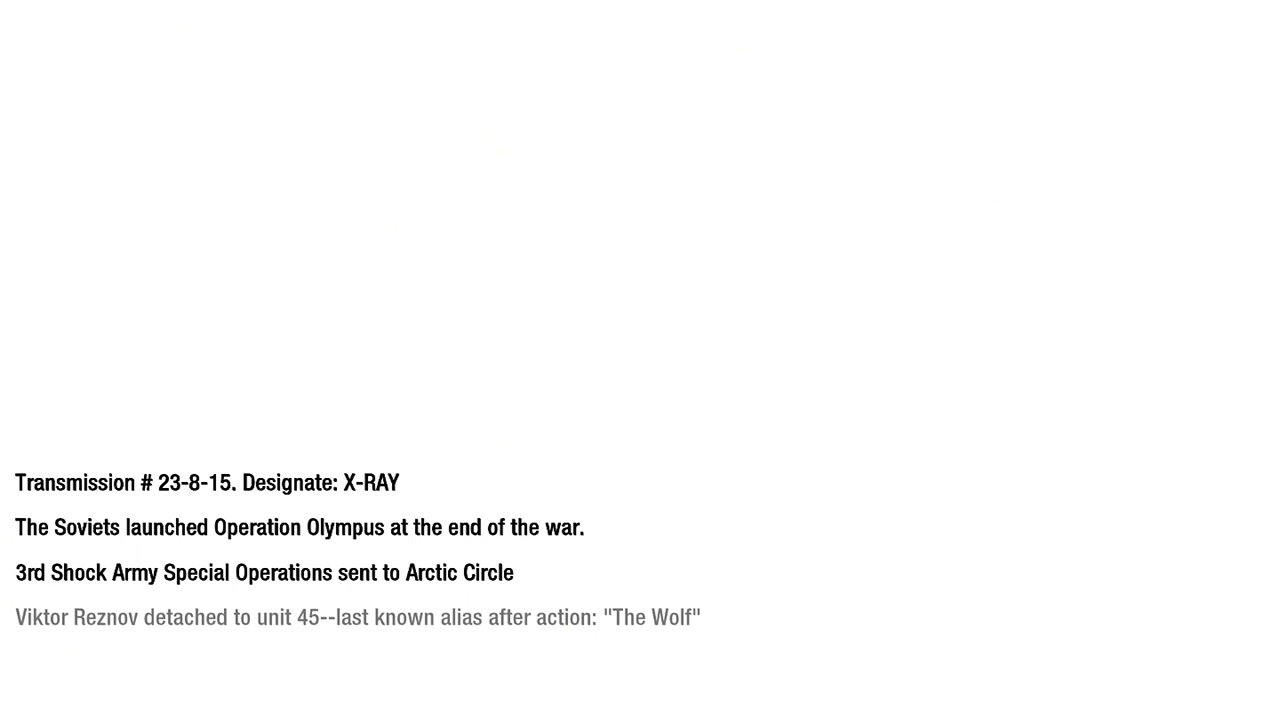 Transmission # 23-8-15. Designate: X-RAY
The Soviets launched Operation Olympus at the end of the war.
3rd Shock Army Special Operations sent to Arctic Circle
Viktor Reznov detached to unit 45--last known alias after action: "The Wolf"